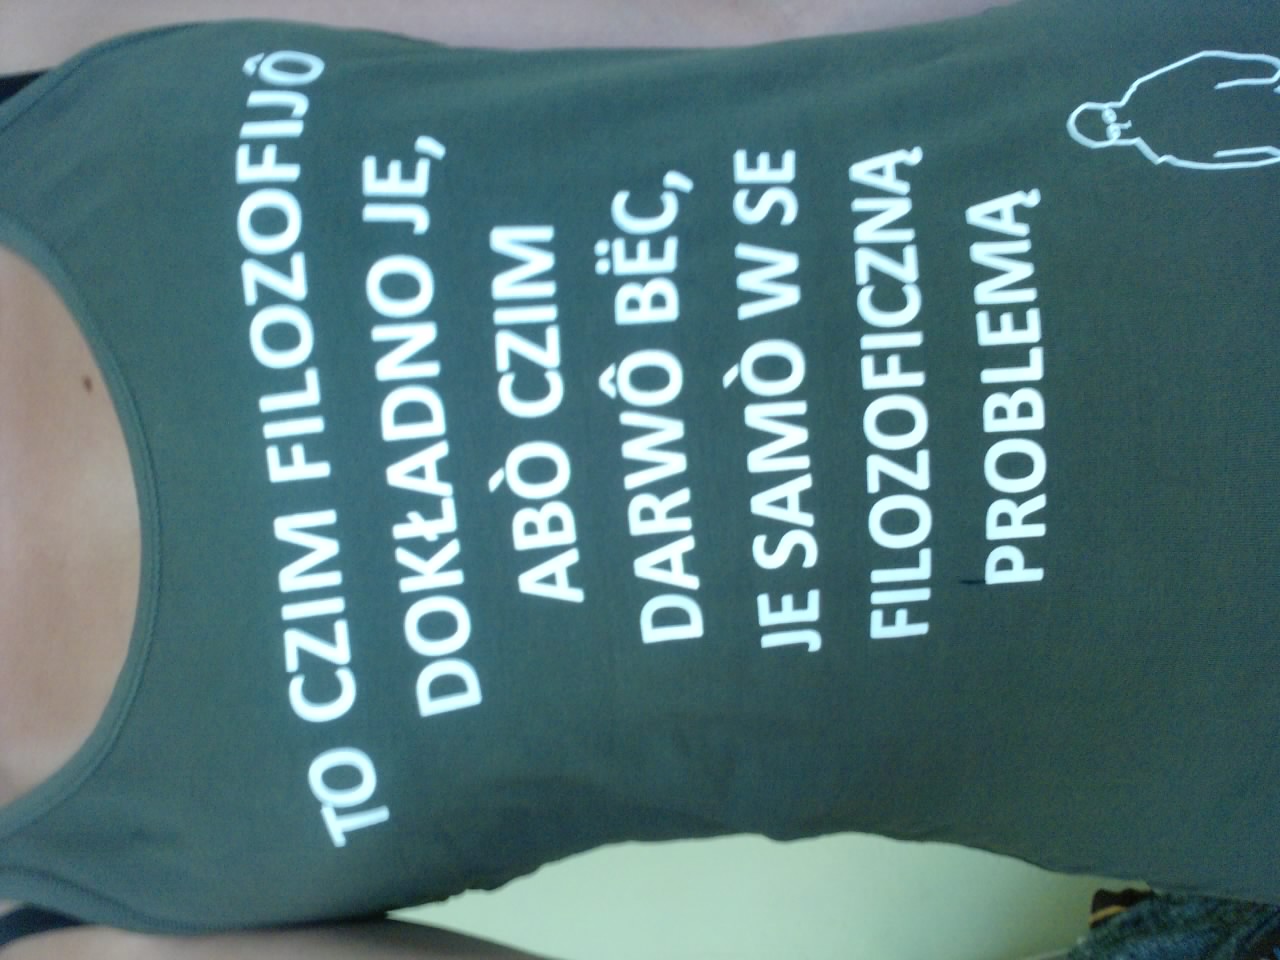 TO CZIM FILOZOFIJÔ
DOKŁADNO JE,
ABÒ CZIM
DARWÔ BËC,
JE SAMÒ W SE
FILOZOFICZNĄ
PROBLEMĄ